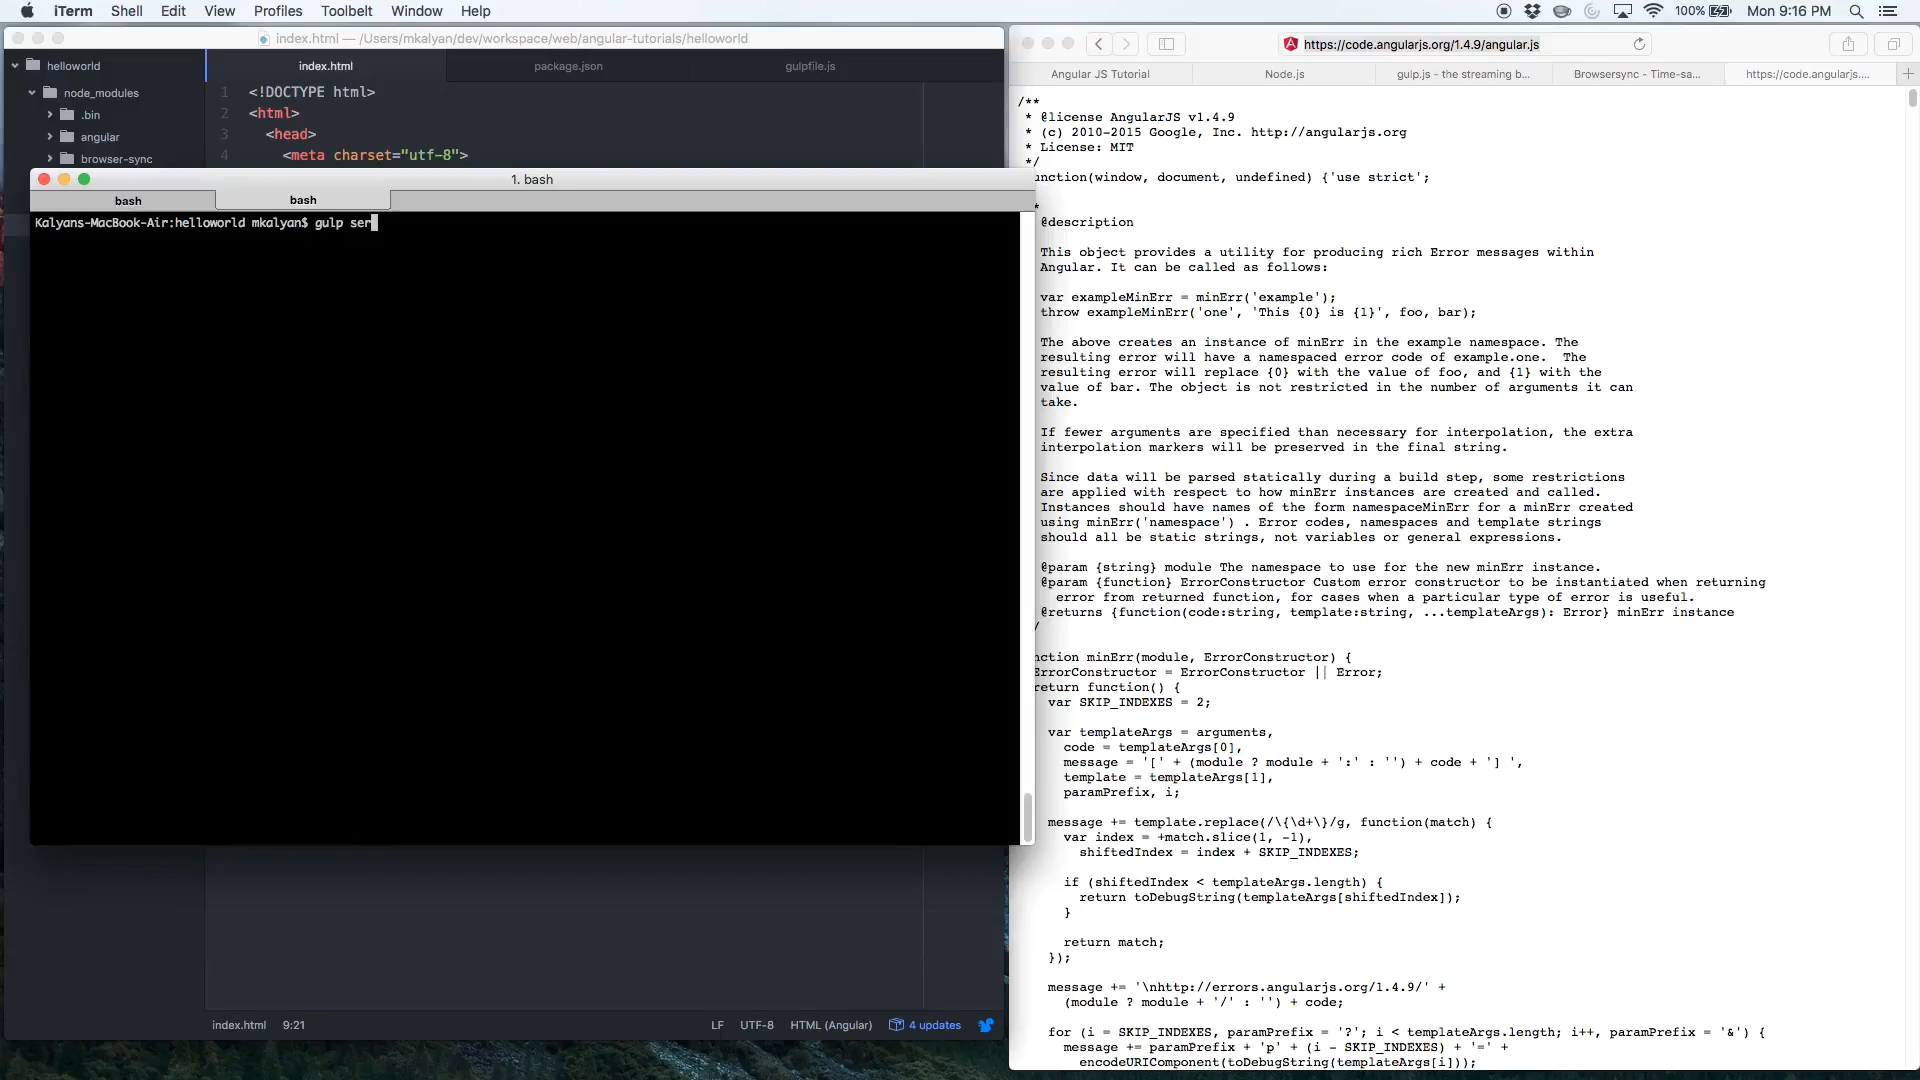 iTerm Shell Edit View Profiles Toolbelt Window Help
100% Mon 9:16 PM
index.html — /Users/mkalyan/dev/workspace/web/angular-tutorials/helloworld
helloworld
node_modules
.bin
angular
browser-sync
index.html package.json gulpfile.js
1 <!DOCTYPE html>
2 <html>
3 <head>
4 <meta charset="utf-8">
1. bash
bash bash
Kalyans-MacBook-Air:helloworld mkalyan$ gulp ser
index.html 9:21 LF UTF-8 HTML (Angular) 4 updates
https://code.angularjs.org/1.4.9/angular.js
Angular JS Tutorial Node.js gulp.js - the streaming b... Browsersync - Time-sa... https://code.angularjs....
/**
* @license AngularJS v1.4.9
* (c) 2010-2015 Google, Inc. http://angularjs.org
* License: MIT
*/
unction(window, document, undefined) {'use strict';
*
@description
This object provides a utility for producing rich Error messages within
Angular. It can be called as follows:
var exampleMinErr = minErr('example');
throw exampleMinErr('one', 'This {0} is {1}', foo, bar);
The above creates an instance of minErr in the example namespace. The
resulting error will have a namespaced error code of example.one.  The
resulting error will replace {0} with the value of foo, and {1} with the
value of bar. The object is not restricted in the number of arguments it can
take.
If fewer arguments are specified than necessary for interpolation, the extra
interpolation markers will be preserved in the final string.
Since data will be parsed statically during a build step, some restrictions
are applied with respect to how minErr instances are created and called.
Instances should have names of the form namespaceMinErr for a minErr created
using minErr('namespace') . Error codes, namespaces and template strings
should all be static strings, not variables or general expressions.
@param {string} module The namespace to use for the new minErr instance.
@param {function} ErrorConstructor Custom error constructor to be instantiated when returning
error from returned function, for cases when a particular type of error is useful.
@returns {function(code:string, template:string, ...templateArgs): Error} minErr instance
/
nction minErr(module, ErrorConstructor) {
ErrorConstructor = ErrorConstructor || Error;
return function() {
var SKIP_INDEXES = 2;
var templateArgs = arguments,
code = templateArgs[0],
message = '[' + (module ? module + ':' : '') + code + '] ',
template = templateArgs[1],
paramPrefix, i;
message += template.replace(/\{\d+\}/g, function(match) {
var index = +match.slice(1, -1),
shiftedIndex = index + SKIP_INDEXES;
if (shiftedIndex < templateArgs.length) {
return toDebugString(templateArgs[shiftedIndex]);
}
return match;
});
message += '\nhttp://errors.angularjs.org/1.4.9/' +
(module ? module + '/' : '') + code;
for (i = SKIP_INDEXES, paramPrefix = '?'; i < templateArgs.length; i++, paramPrefix = '&') {
message += paramPrefix + 'p' + (i - SKIP_INDEXES) + '=' +
encodeURIComponent(toDebugString(templateArgs[i]));